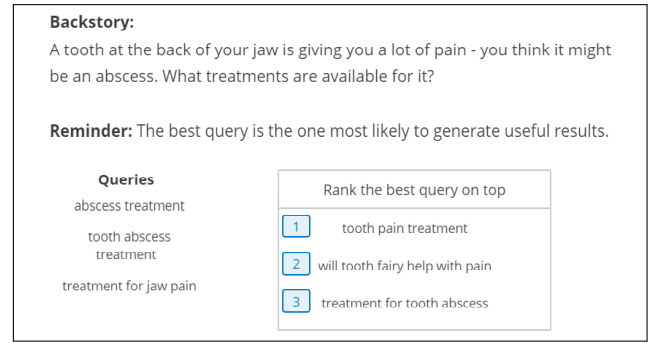 Backstory:
A tooth at the back of your jaw is giving you a lot of pain - you think it might
be an abscess. What treatments are available for it?
Reminder: The best query is the one most likely to generate useful results.
Queries
abscess treatment
tooth abscess
treatment
treatment for jaw pain
Rank the best query on top
1 tooth pain treatment
2 will tooth fairy help with pain
3 treatment for tooth abscess